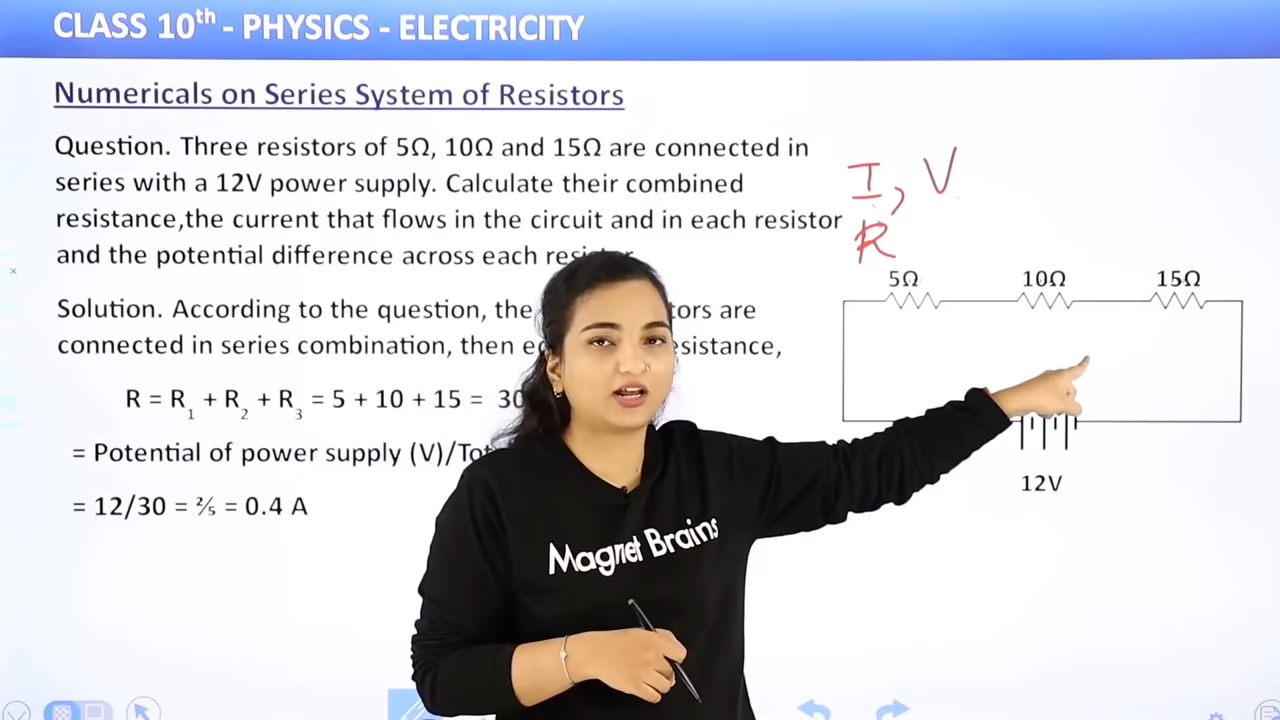 CLASS 10th - PHYSICS - ELECTRICITY
Numericals on Series System of Resistors
Question. Three resistors of 5Ω, 10Ω and 15Ω are connected in
series with a 12V power supply. Calculate their combined
resistance,the current that flows in the circuit and in each resistor
and the potential difference across each
Solution. According to the question, the ors are
connected in series combination, then sistance,
R = R1 + R2 + R3 = 5 + 10 + 15 = 30
= Potential of power supply (V)/Tot
= 12/30 = ⅖ = 0.4 A
I, V
R
5Ω 10Ω 15Ω
12V
Magnet Brains